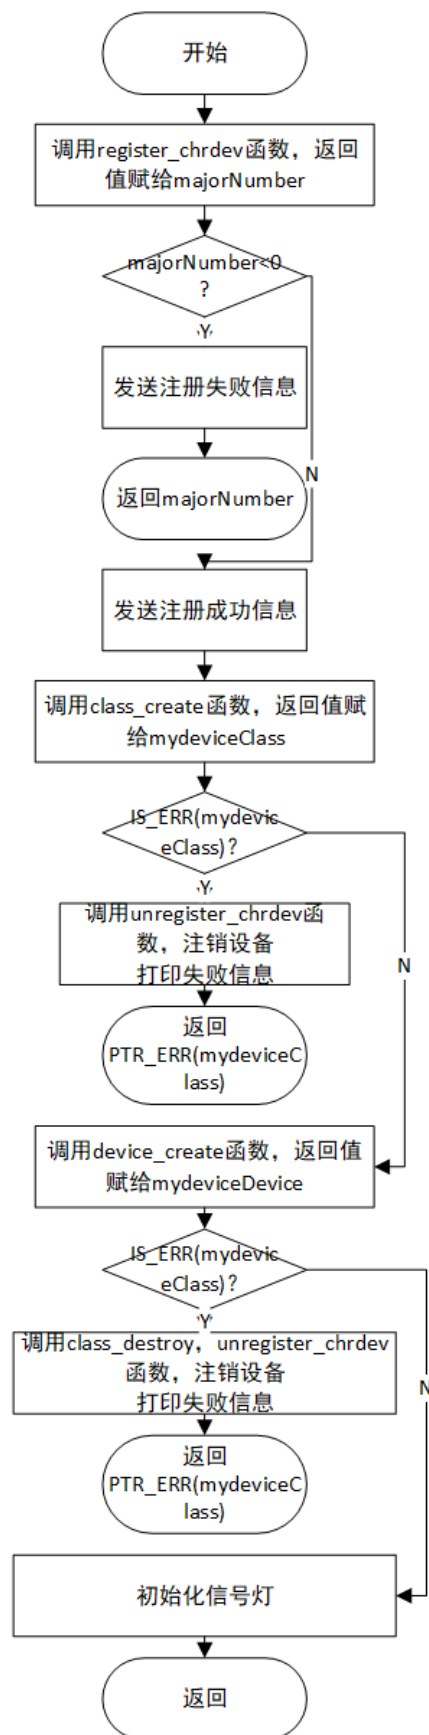 开始
调用register_chrdev函数，返回
值赋给majorNumber
majorNumber<0
?
Y
发送注册失败信息
返回majorNumber
N
发送注册成功信息
调用class_create函数，返回值赋
给mydeviceClass
IS_ERR(mydevic
eClass)?
Y
调用unregister_chrdev函
数，注销设备
打印失败信息
N
返回
PTR_ERR(mydeviceC
lass)
调用device_create函数，返回值
赋给mydeviceDevice
IS_ERR(mydevic
eClass)?
Y
调用class_destroy，unregister_chrdev
函数，注销设备
打印失败信息
N
返回
PTR_ERR(mydeviceC
lass)
初始化信号灯
返回